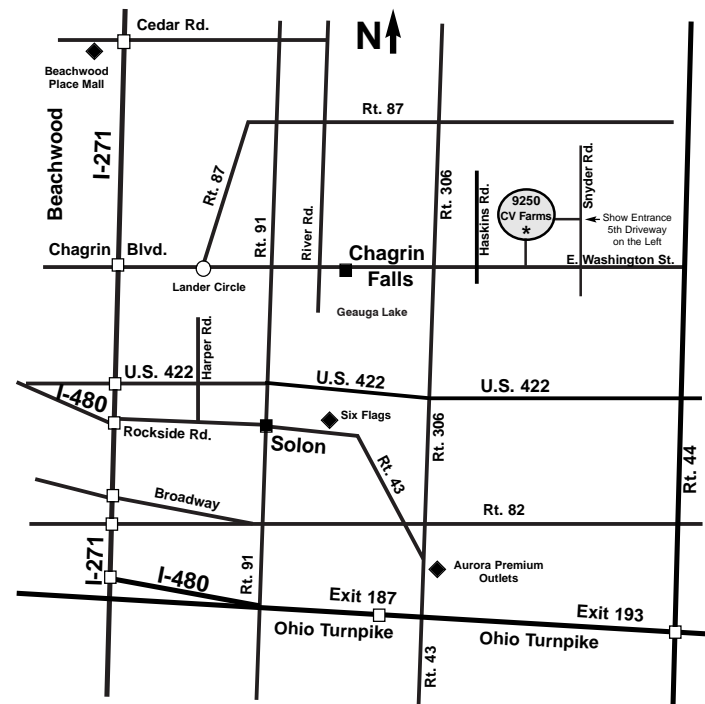 Cedar Rd.
N
Beachwood
Place Mall
Rt. 87
Beachwood
I-271
Rt. 87
Rt. 91
River Rd.
Rt. 306
Haskins Rd.
Snyder Rd.
9250
CV Farms
*
Show Entrance
5th Driveway
on the Left
Chagrin Blvd.
Chagrin
Falls
E. Washington St.
Lander Circle
Geauga Lake
Harper Rd.
U.S. 422
U.S. 422
U.S. 422
I-480
Rockside Rd.
Six Flags
Solon
Rt. 306
Rt. 43
Rt. 44
Broadway
Rt. 82
I-271
I-480
Rt. 91
Aurora Premium
Outlets
Exit 187
Exit 193
Ohio Turnpike
Ohio Turnpike
Rt. 43